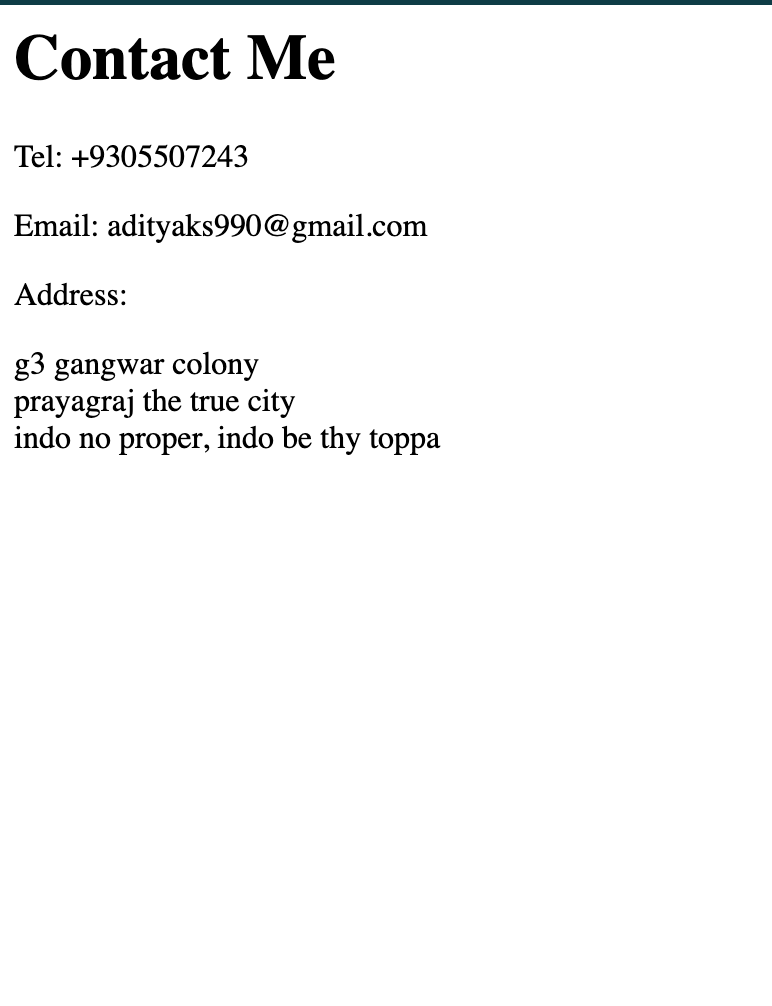 Contact Me
Tel: +9305507243
Email: adityaks990@gmail.com
Address:
g3 gangwar colony
prayagraj the true city
indo no proper, indo be thy toppa